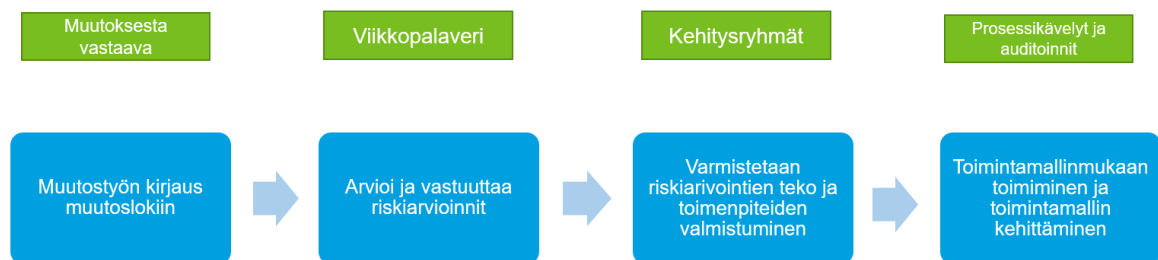 Muutoksesta
vastaava
Viikkopalaveri
Kehitysryhmät
Prosessikävelyt ja
auditoinnit
Muutostyön kirjaus
muutoslokiin
Arvioi ja vastuuttaa
riskiarvioinnit
Varmistetaan
riskiarivointien teko ja
toimenpiteiden
valmistuminen
Toimintamallinmukaan
toimiminen ja
toimintamallin
kehittäminen